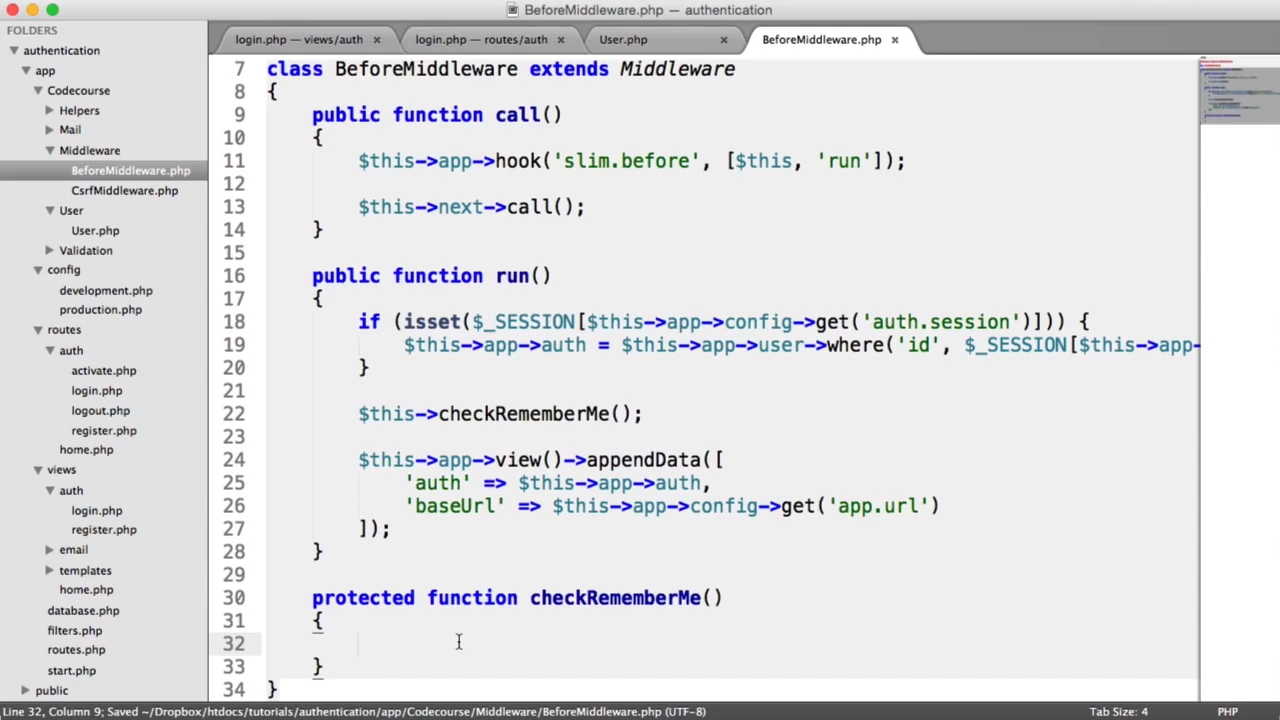 BeforeMiddleware.php — authentication
FOLDERS
authentication
app
Codecourse
Helpers
Mail
Middleware
BeforeMiddleware.php
CsrfMiddleware.php
User
User.php
Validation
config
development.php
production.php
routes
auth
activate.php
login.php
logout.php
register.php
home.php
views
auth
login.php
register.php
email
templates
home.php
database.php
filters.php
routes.php
start.php
public
login.php — views/auth ×
login.php — routes/auth ×
User.php ×
BeforeMiddleware.php ×
7 class BeforeMiddleware extends Middleware
8 {
9 public function call()
10 {
11 $this->app->hook('slim.before', [$this, 'run']);
12
13 $this->next->call();
14 }
15
16 public function run()
17 {
18 if (isset($_SESSION[$this->app->config->get('auth.session')])) {
19 $this->app->auth = $this->app->user->where('id', $_SESSION[$this->app-
20 }
21
22 $this->checkRememberMe();
23
24 $this->app->view()->appendData([
25 'auth' => $this->app->auth,
26 'baseUrl' => $this->app->config->get('app.url')
27 ]);
28 }
29
30 protected function checkRememberMe()
31 {
32
33 }
34 }
Line 32, Column 9; Saved ~/Dropbox/htdocs/tutorials/authentication/app/Codecourse/Middleware/BeforeMiddleware.php (UTF-8)
Tab Size: 4
PHP